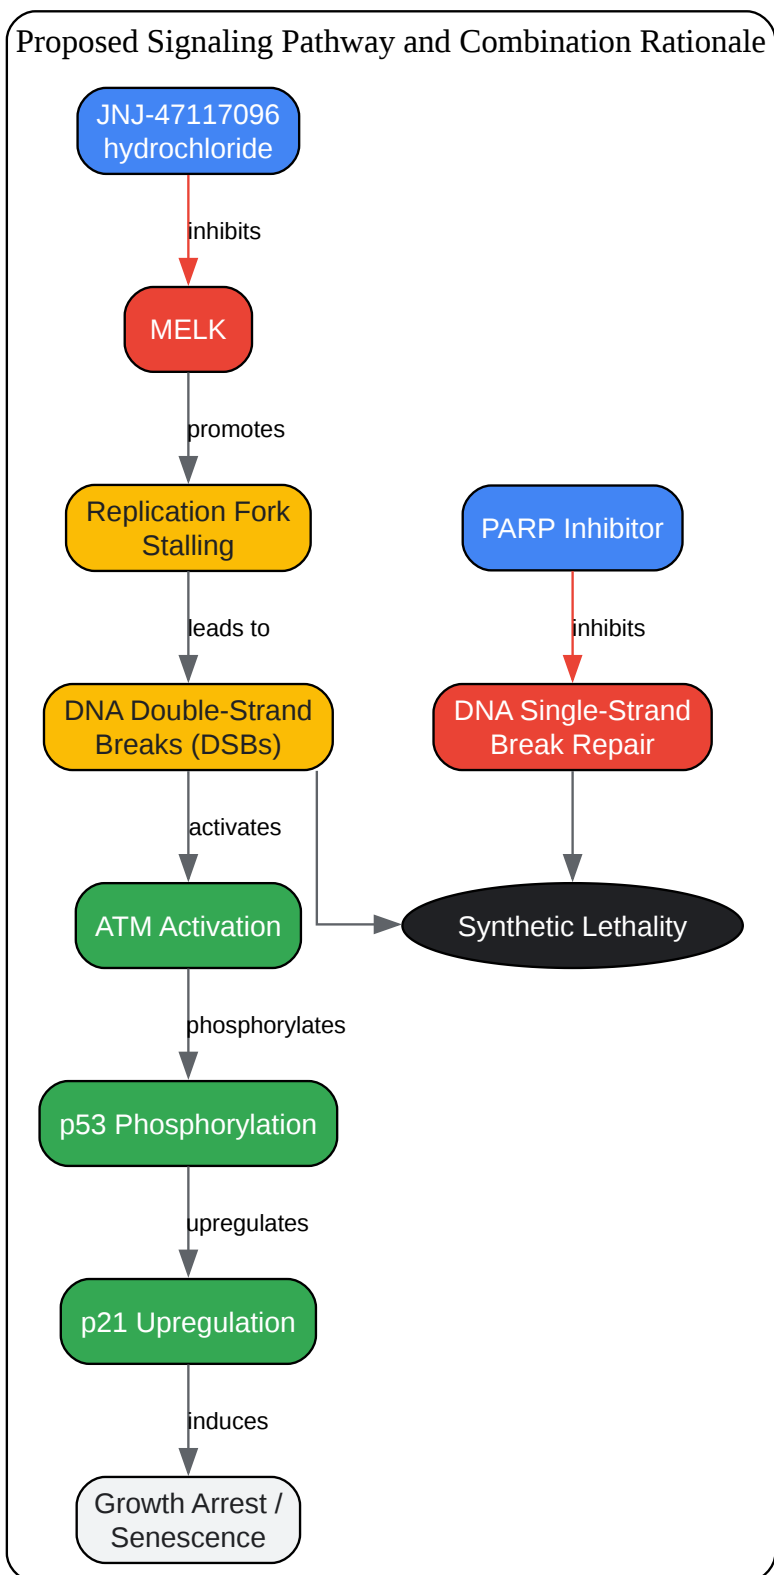 Proposed Signaling Pathway and Combination Rationale
JNJ-47117096
hydrochloride
inhibits
MELK
promotes
Replication Fork
Stalling
PARP Inhibitor
leads to
inhibits
DNA Double-Strand
Breaks (DSBs)
DNA Single-Strand
Break Repair
activates
ATM Activation
Synthetic Lethality
phosphorylates
p53 Phosphorylation
upregulates
p21 Upregulation
induces
Growth Arrest /
Senescence